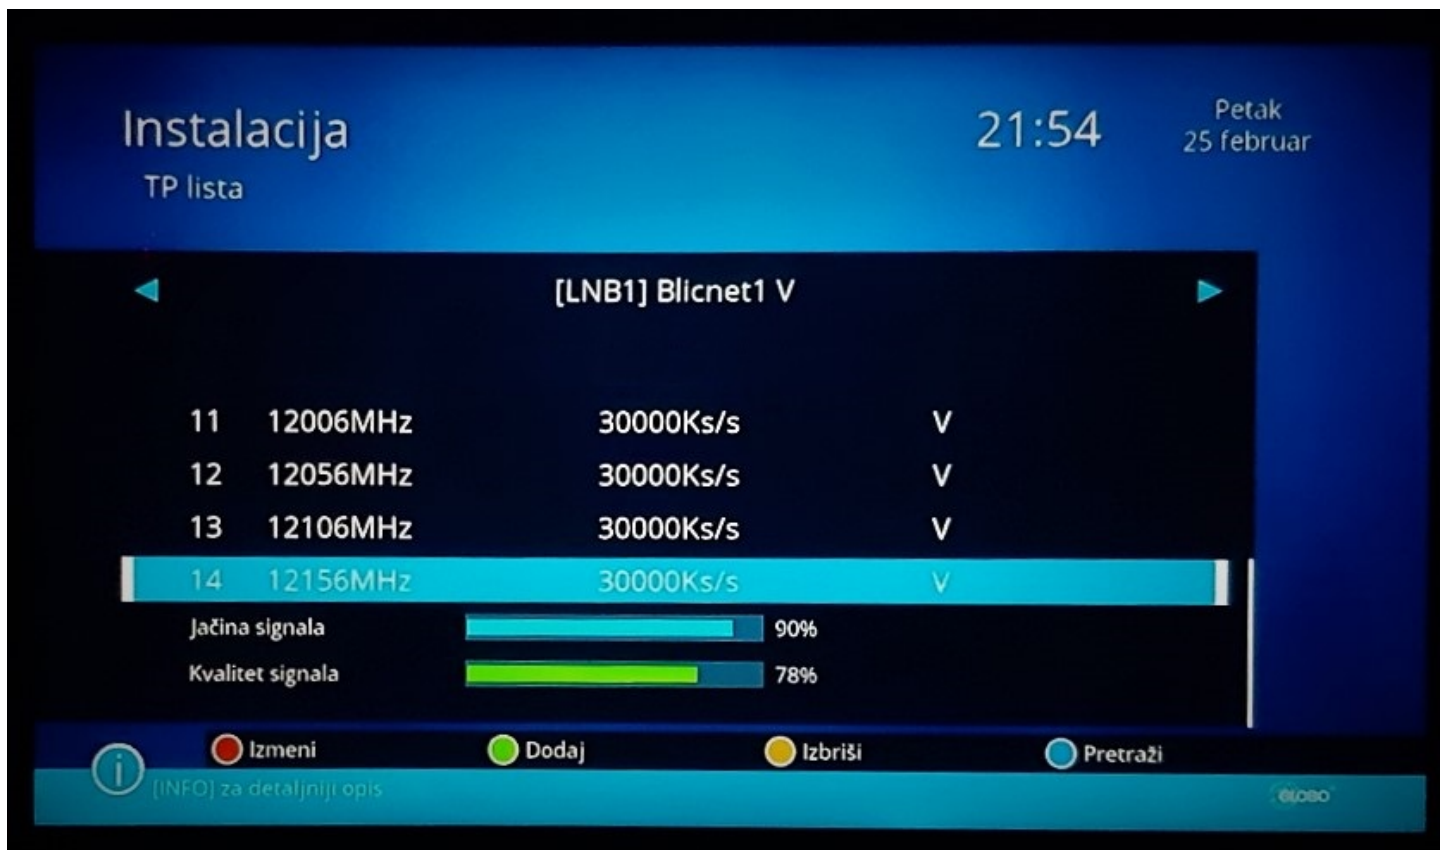 Instalacija
21:54
Petak
25 februar
TP lista
[LNB1] Blicnet1 V
11 12006MHz 30000Ks/s V
12 12056MHz 30000Ks/s V
13 12106MHz 30000Ks/s V
14 12156MHz 30000Ks/s V
Jačina signala 90%
Kvalitet signala 78%
Izmeni Dodaj Izbriši Pretraži
[INFO] za detaljniji opis
GLOBO